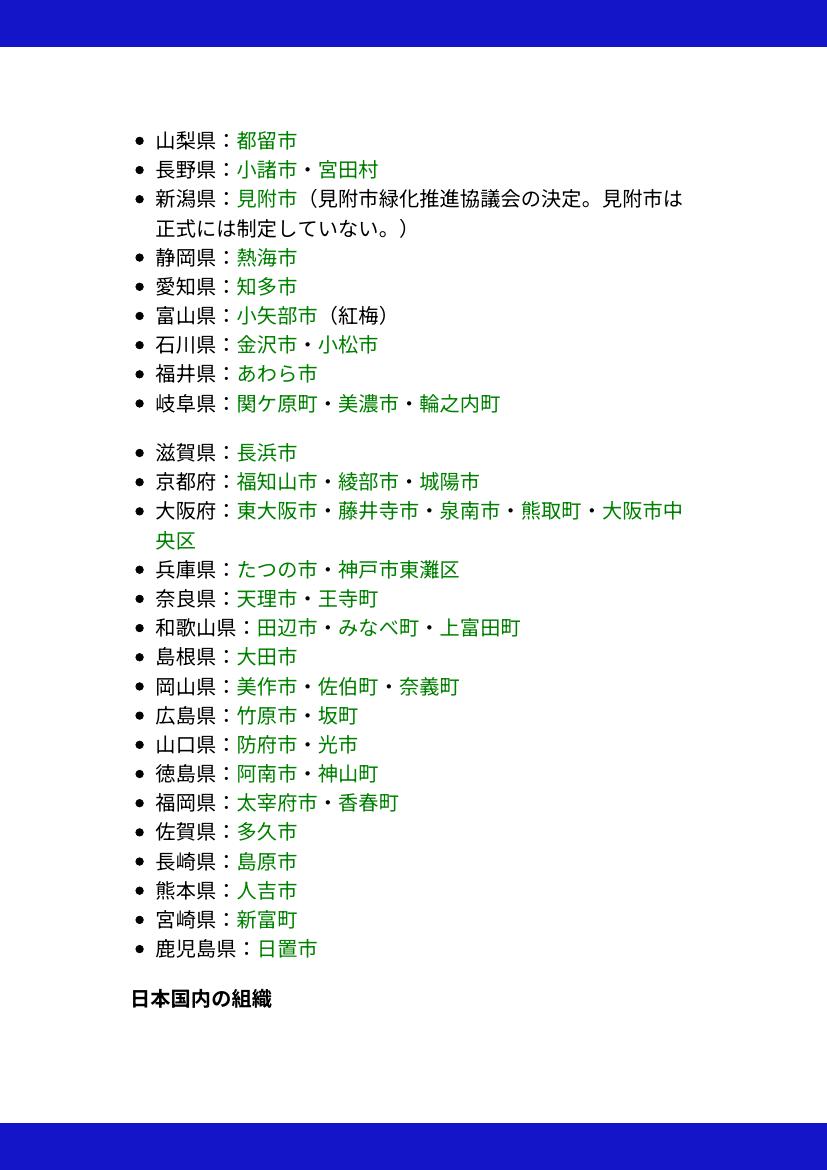 山梨県：都留市
長野県：小諸市・宮田村
新潟県：見附市（見附市緑化推進協議会の決定。見附市は
正式には制定していない。）
静岡県：熱海市
愛知県：知多市
富山県：小矢部市（紅梅）
石川県：金沢市・小松市
福井県：あわら市
岐阜県：関ケ原町・美濃市・輪之内町
滋賀県：長浜市
京都府：福知山市・綾部市・城陽市
大阪府：東大阪市・藤井寺市・泉南市・熊取町・大阪市中
央区
兵庫県：たつの市・神戸市東灘区
奈良県：天理市・王寺町
和歌山県：田辺市・みなべ町・上富田町
島根県：大田市
岡山県：美作市・佐伯町・奈義町
広島県：竹原市・坂町
山口県：防府市・光市
徳島県：阿南市・神山町
福岡県：太宰府市・香春町
佐賀県：多久市
長崎県：島原市
熊本県：人吉市
宮崎県：新富町
鹿児島県：日置市
日本国内の組織